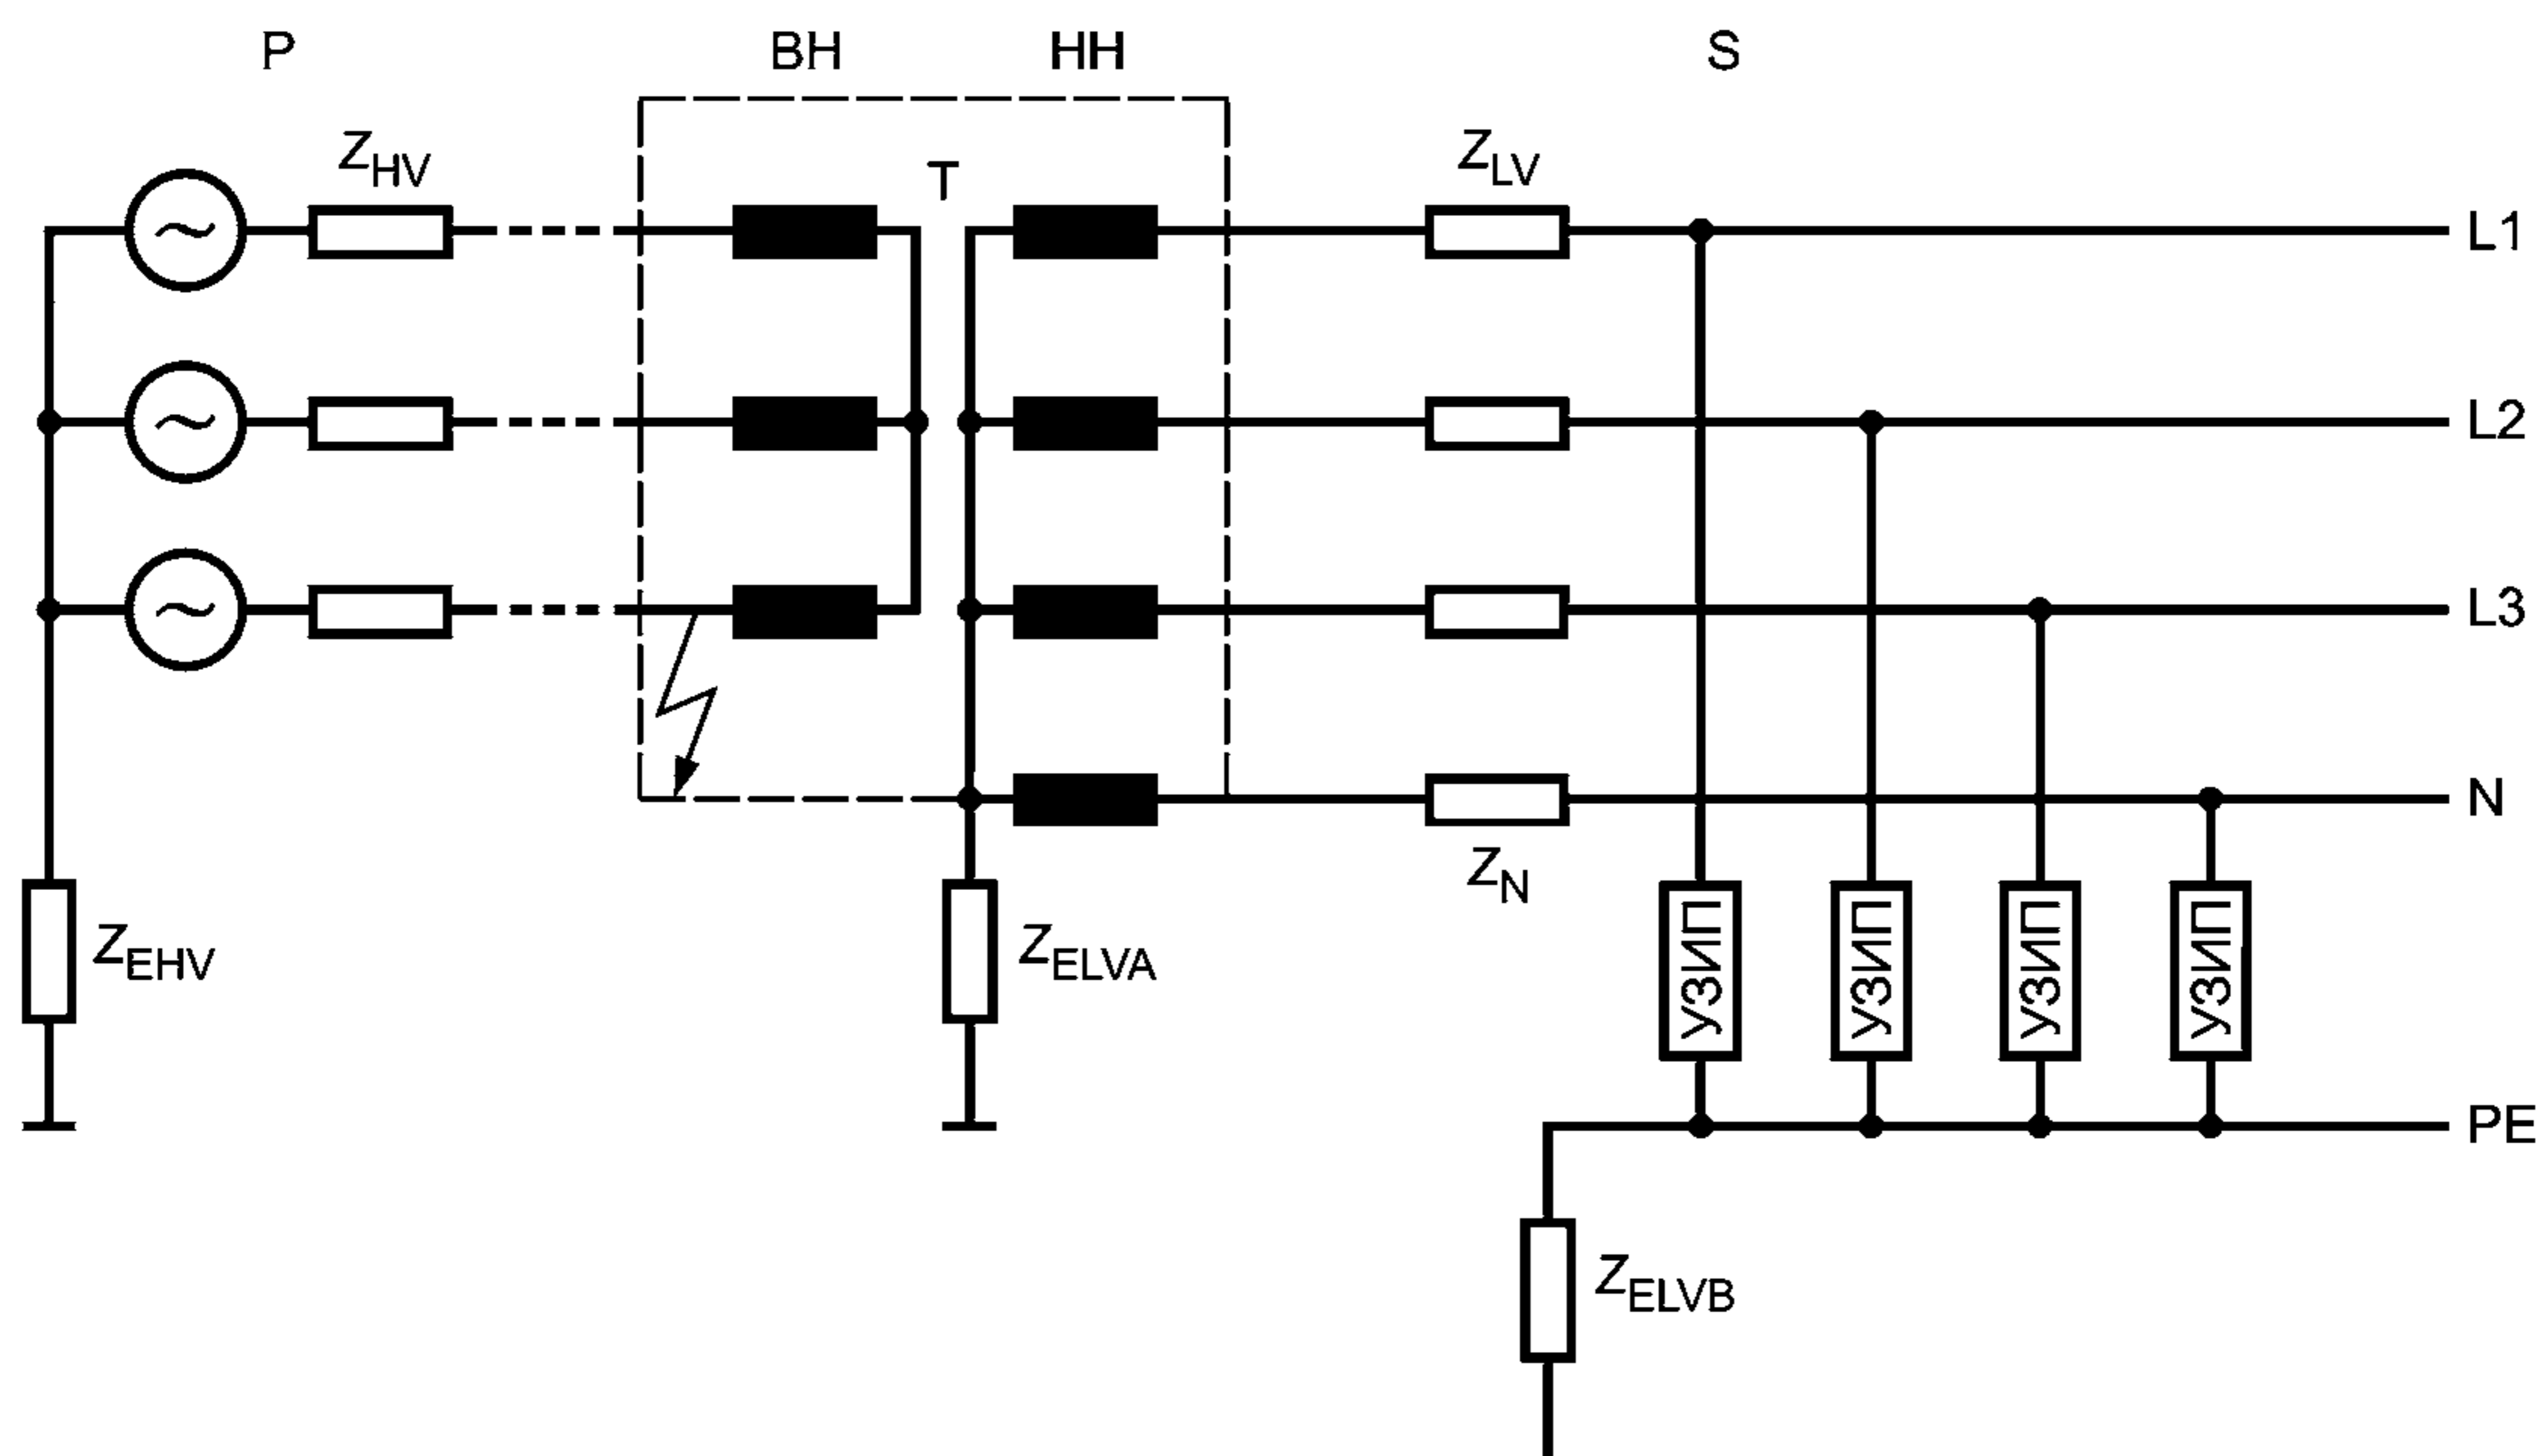 P ВН НН S
T
Z_HV Z_LV
L1
L2
L3
N
Z_N
Z_EHV Z_ELVA УЗИП УЗИП УЗИП УЗИП
PE
Z_ELVB